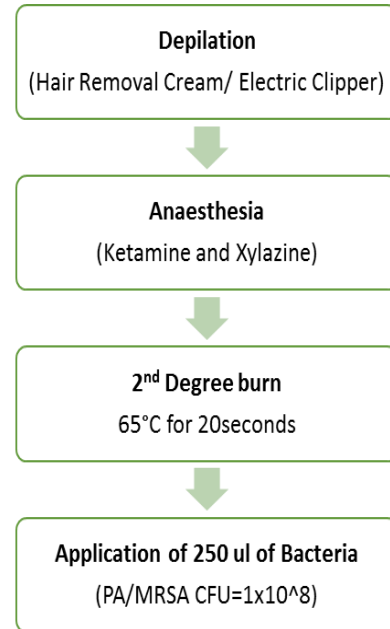 Depilation
(Hair Removal Cream/ Electric Clipper)
Anaesthesia
(Ketamine and Xylazine)
2nd Degree burn
65°C for 20seconds
Application of 250 ul of Bacteria
(PA/MRSA CFU=1x10^8)